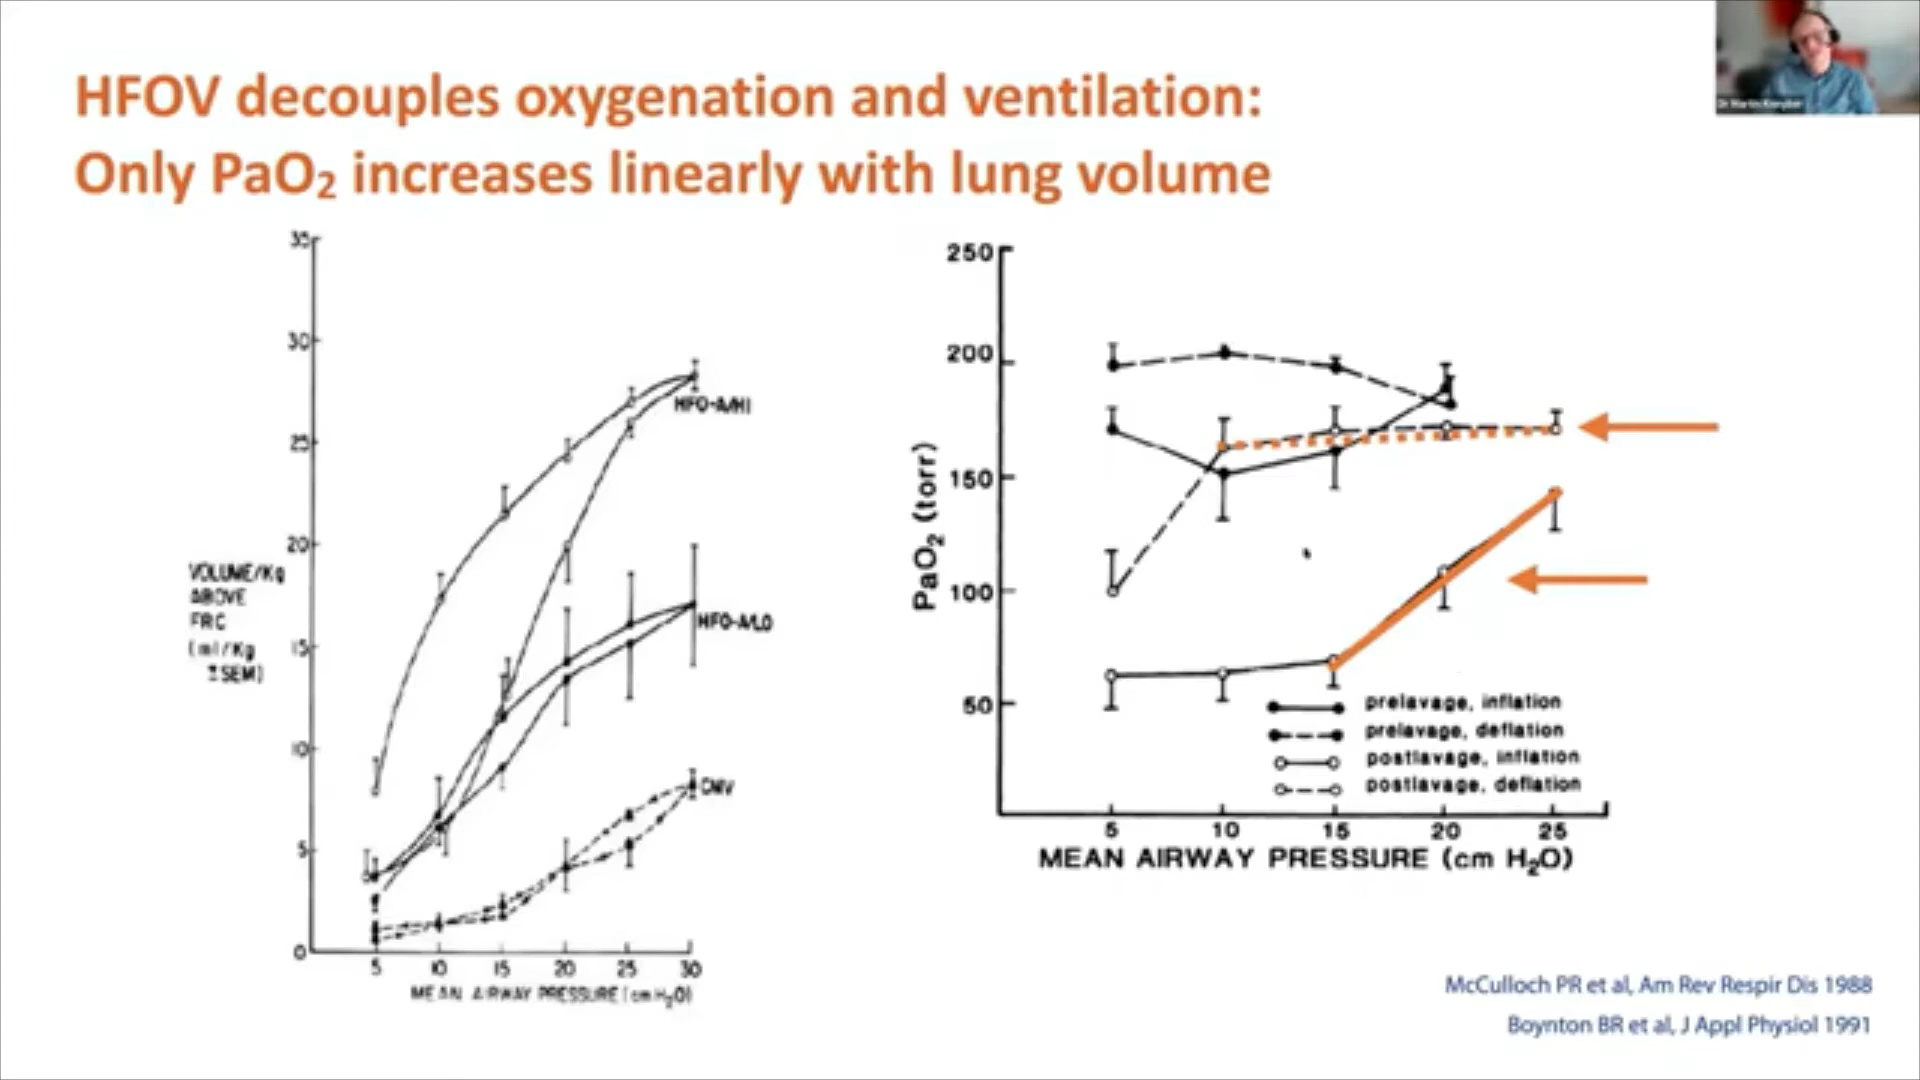 HFOV decouples oxygenation and ventilation:
Only PaO₂ increases linearly with lung volume
35
30
25
20
15
10
5
0
VOLUME/Kg
ABOVE
FRC
(ml/Kg
±SEM)
HFO-A/HI
HFO-A/LO
CMV
5 10 15 20 25 30
MEAN AIRWAY PRESSURE (cm H₂O)
250
200
150
100
50
PaO₂ (torr)
prelavage, inflation
prelavage, deflation
postlavage, inflation
postlavage, deflation
5 10 15 20 25
MEAN AIRWAY PRESSURE (cm H₂O)
McCulloch PR et al, Am Rev Respir Dis 1988
Boynton BR et al, J Appl Physiol 1991